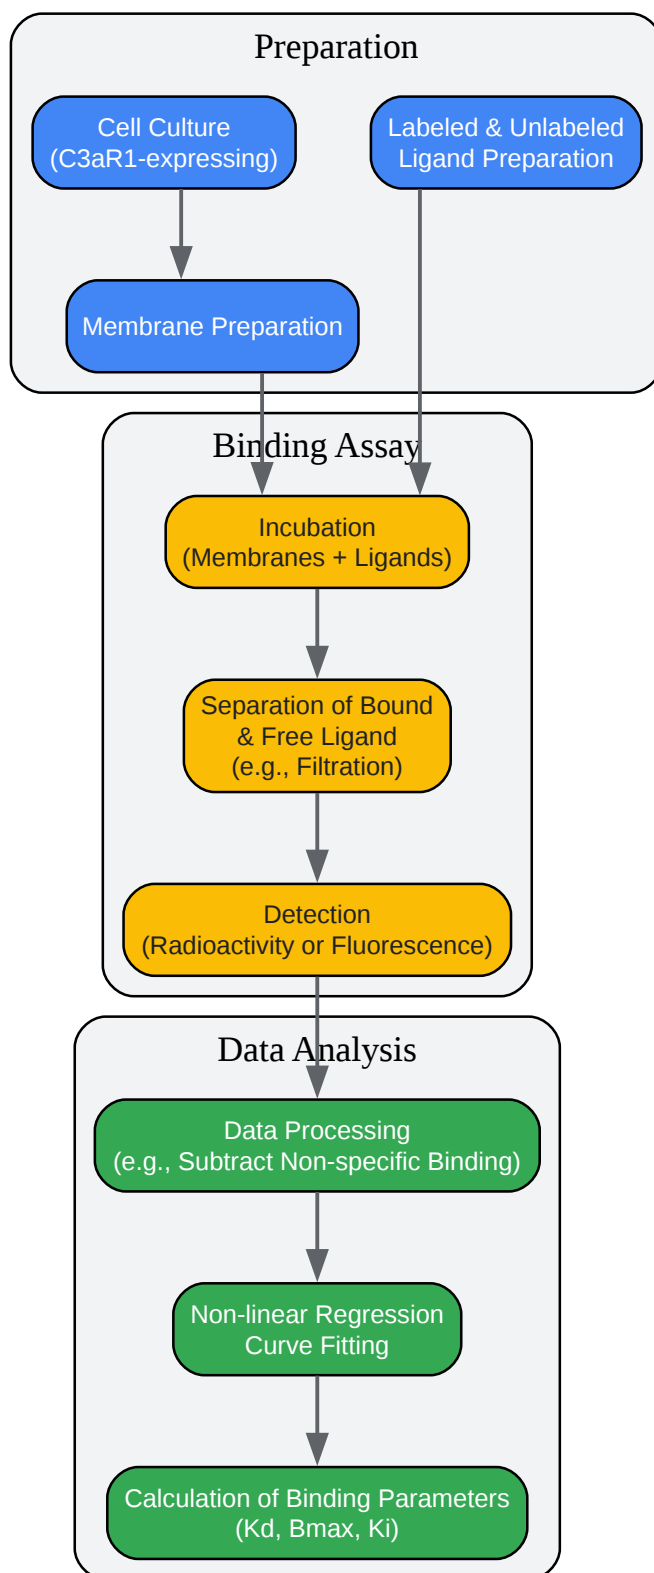 Preparation
Cell Culture
(C3aR1-expressing)
Labeled & Unlabeled
Ligand Preparation
Membrane Preparation
Binding Assay
Incubation
(Membranes + Ligands)
Separation of Bound
& Free Ligand
(e.g., Filtration)
Detection
(Radioactivity or Fluorescence)
Data Analysis
Data Processing
(e.g., Subtract Non-specific Binding)
Non-linear Regression
Curve Fitting
Calculation of Binding Parameters
(Kd, Bmax, Ki)